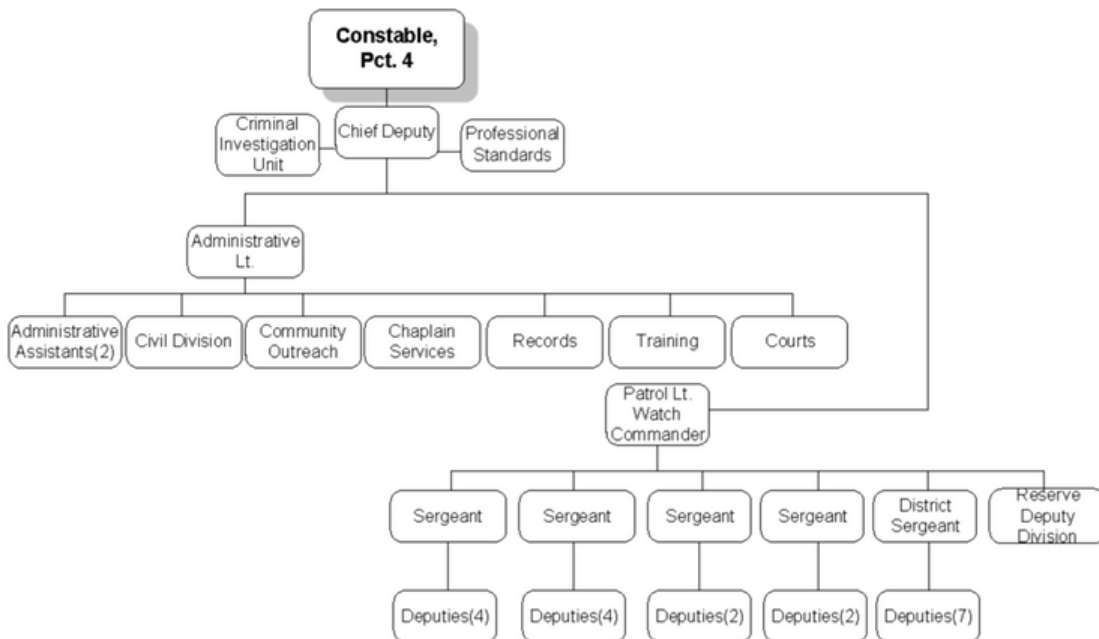 Constable,
Pct. 4
Chief Deputy
Criminal
Investigation
Unit
Professional
Standards
Administrative
Lt.
Administrative
Assistants(2)
Civil Division
Community
Outreach
Chaplain
Services
Records
Training
Courts
Patrol Lt.
Watch
Commander
Sergeant
Sergeant
Sergeant
Sergeant
District
Sergeant
Reserve
Deputy
Division
Deputies(4)
Deputies(4)
Deputies(2)
Deputies(2)
Deputies(7)